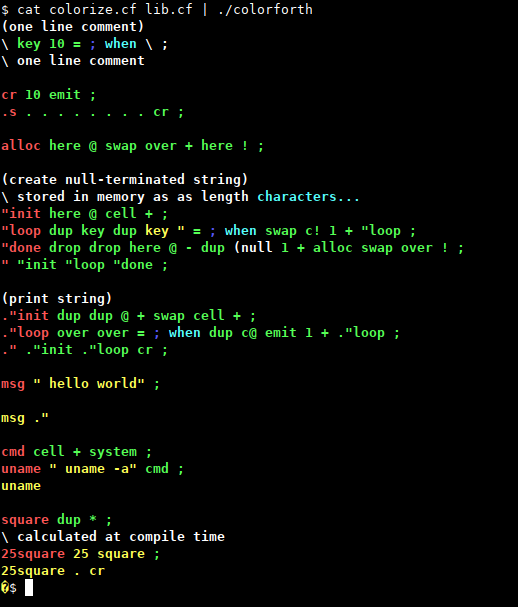 $ cat colorize.cf lib.cf | ./colorforth
(one line comment)
\ key 10 = ; when \ ;
\ one line comment
cr 10 emit ;
.s . . . . . . . . cr ;
alloc here @ swap over + here ! ;
(create null-terminated string)
\ stored in memory as as length characters...
"init here @ cell + ;
"loop dup key dup key " = ; when swap c! 1 + "loop ;
"done drop drop here @ - dup (null 1 + alloc swap over ! ;
" "init "loop "done ;
(print string)
."init dup dup @ + swap cell + ;
."loop over over = ; when dup c@ emit 1 + ."loop ;
." ."init ."loop cr ;
msg " hello world" ;
msg ."
cmd cell + system ;
uname " uname -a" cmd ;
uname
square dup * ;
\ calculated at compile time
25square 25 square ;
25square . cr
�$